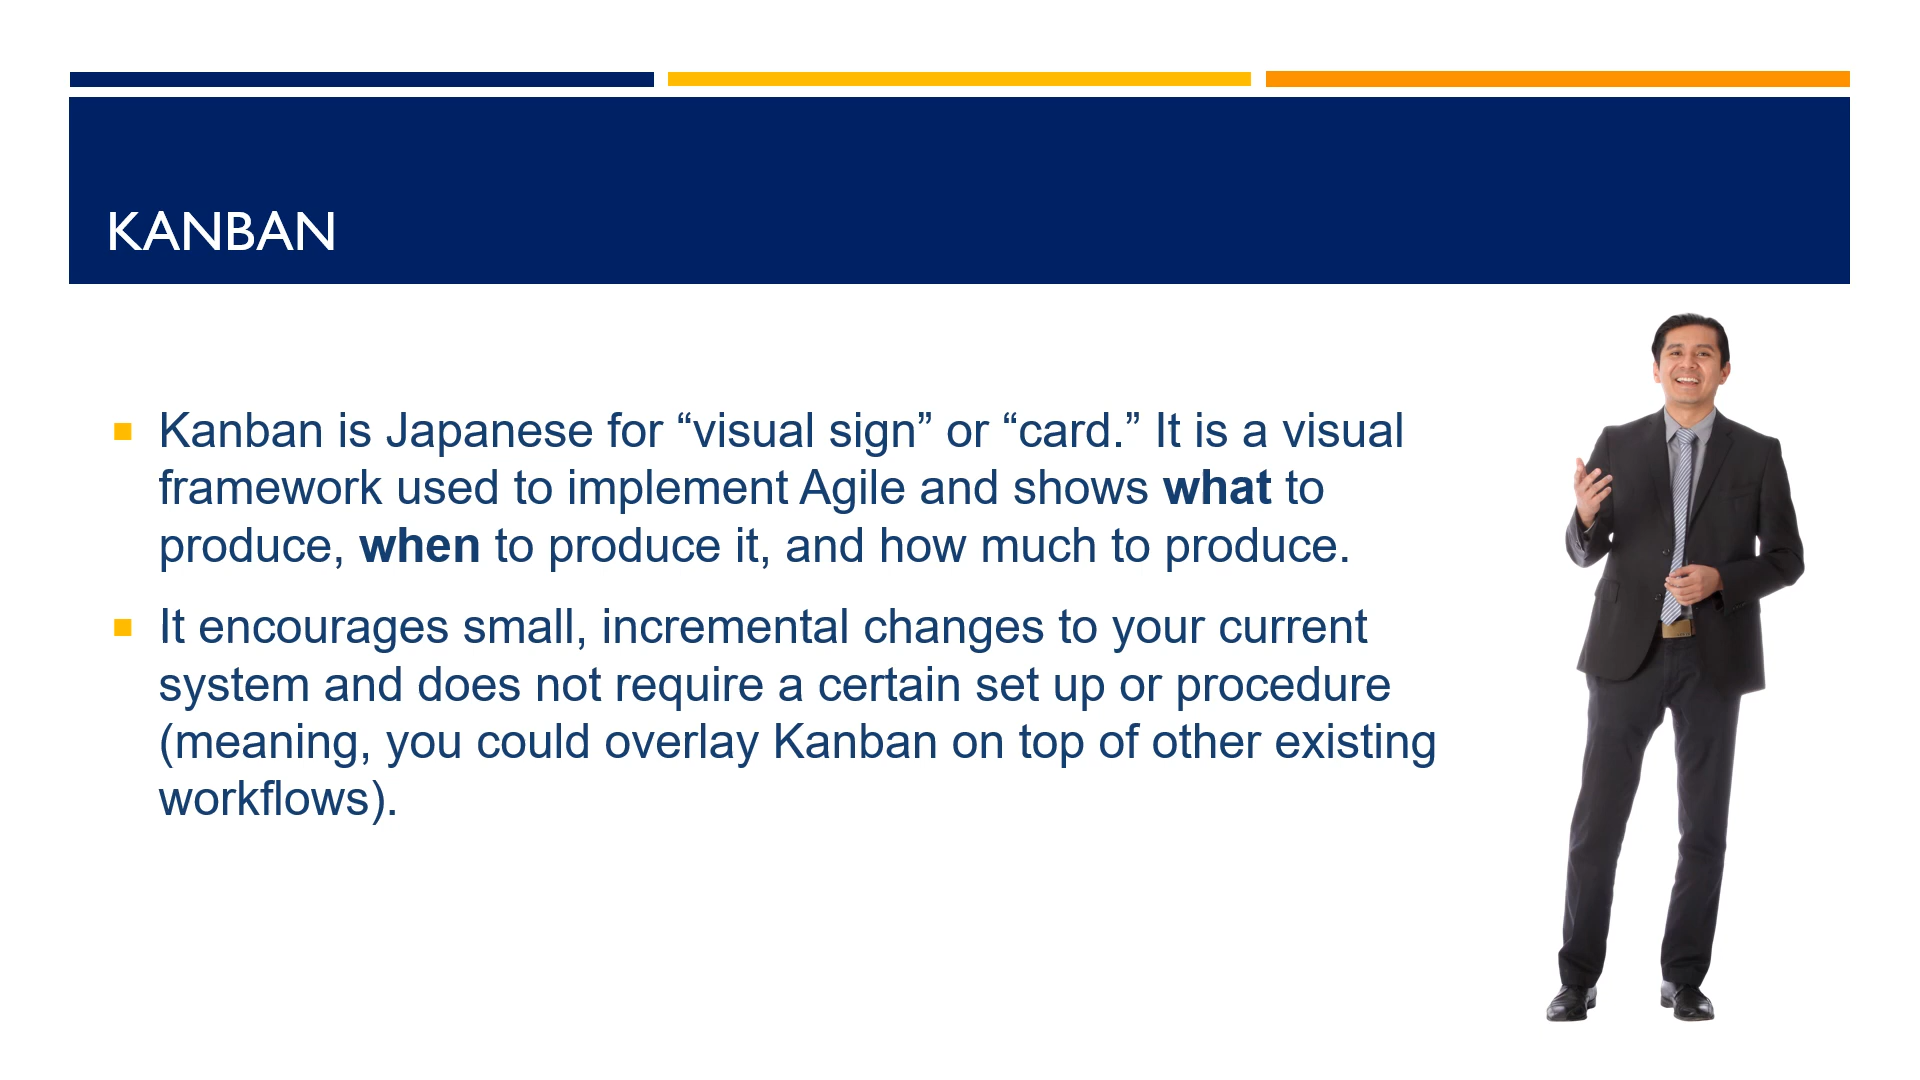 KANBAN
Kanban is Japanese for “visual sign” or “card.” It is a visual
framework used to implement Agile and shows what to
produce, when to produce it, and how much to produce.
It encourages small, incremental changes to your current
system and does not require a certain set up or procedure
(meaning, you could overlay Kanban on top of other existing
workflows).